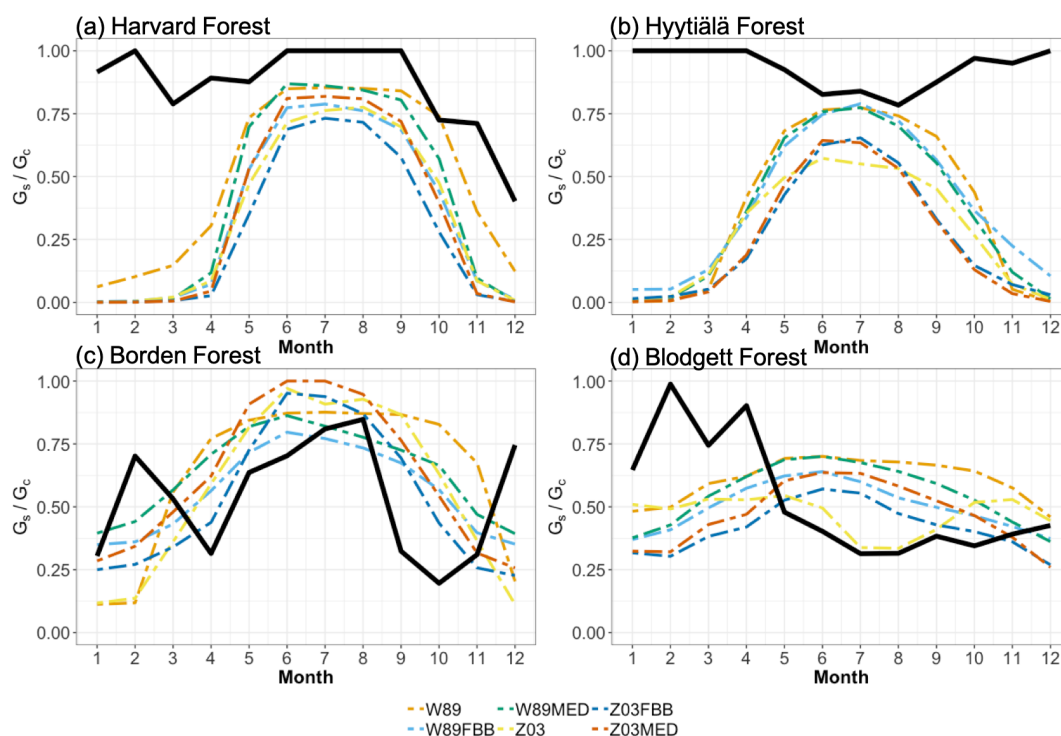 (a) Harvard Forest
(b) Hyytiälä Forest
1.00
0.75
0.50
0.25
0.00
Gs / Gc
1 2 3 4 5 6 7 8 9 10 11 12
Month
1.00
0.75
0.50
0.25
0.00
Gs / Gc
1 2 3 4 5 6 7 8 9 10 11 12
Month
(c) Borden Forest
(d) Blodgett Forest
1.00
0.75
0.50
0.25
0.00
Gs / Gc
1 2 3 4 5 6 7 8 9 10 11 12
Month
1.00
0.75
0.50
0.25
0.00
Gs / Gc
1 2 3 4 5 6 7 8 9 10 11 12
Month
W89 W89MED Z03FBB
W89FBB Z03 Z03MED